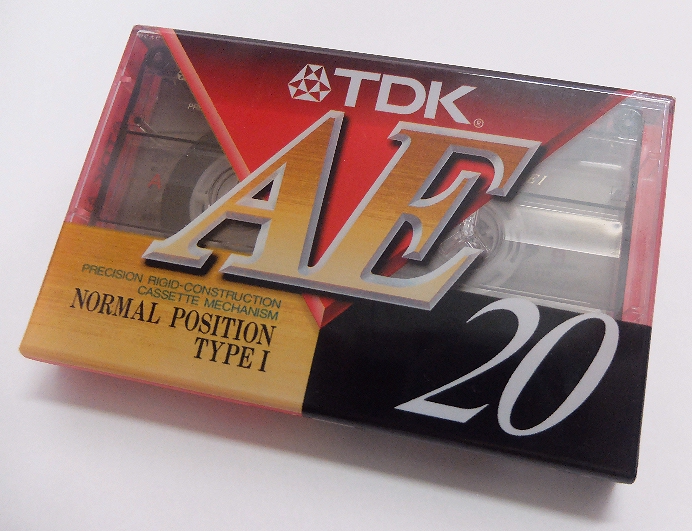 TDK®
AE
PRECISION RIGID-CONSTRUCTION
CASSETTE MECHANISM
NORMAL POSITION
TYPE I
20